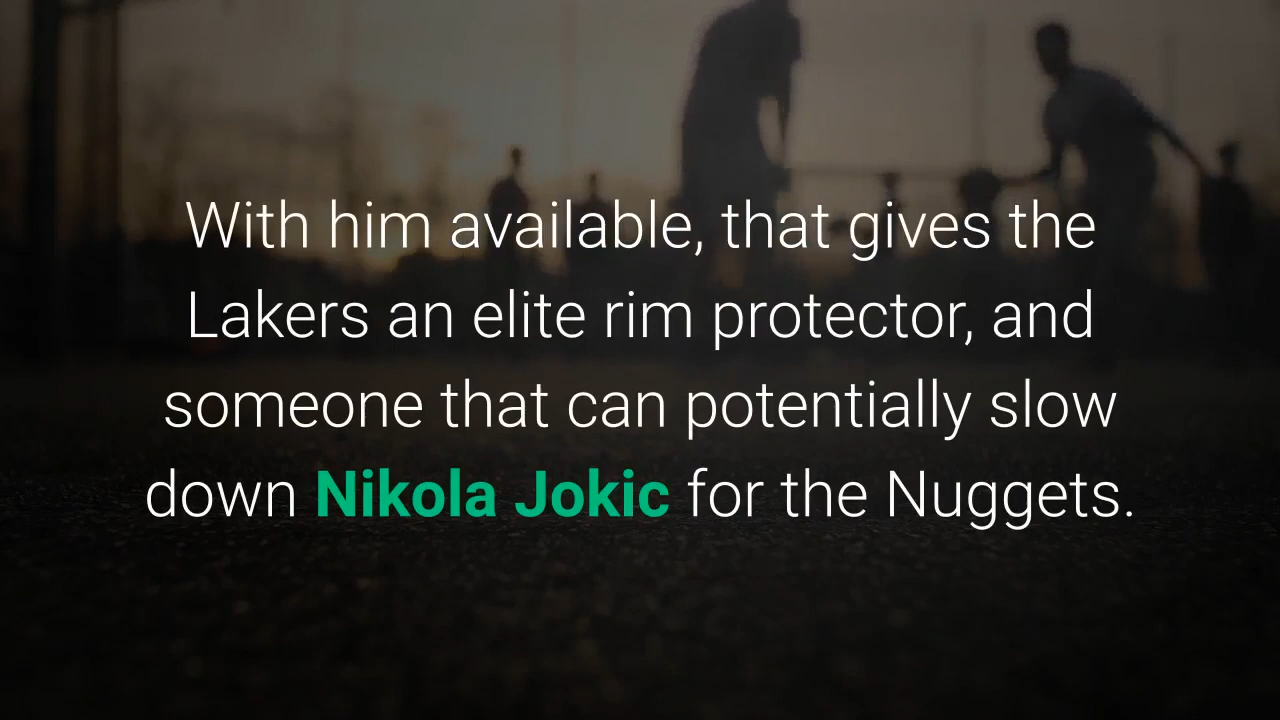 With him available, that gives the
Lakers an elite rim protector, and
someone that can potentially slow
down Nikola Jokic for the Nuggets.